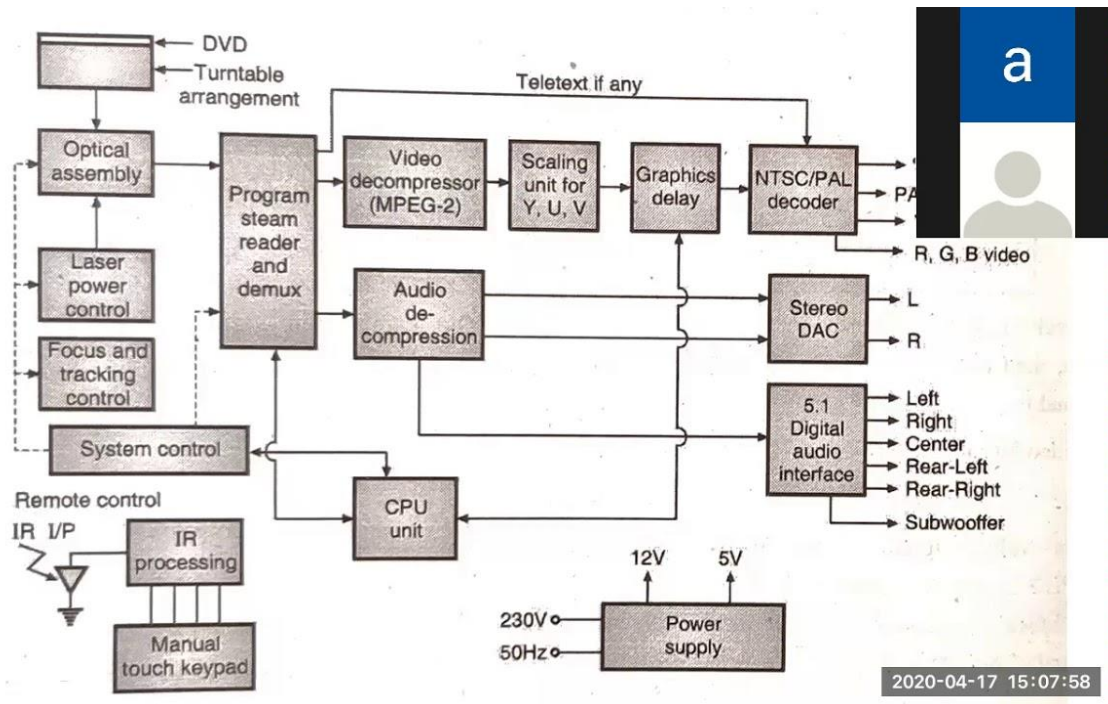 DVD
Turntable
arrangement
Teletext if any
a
Optical
assembly
Program
steam
reader
and
demux
Video
decompressor
(MPEG-2)
Scaling
unit for
Y, U, V
Graphics
delay
NTSC/PAL
decoder
R, G, B video
Laser
power
control
Audio
de-
compression
Stereo
DAC
L
R
Focus and
tracking
control
5.1
Digital
audio
interface
Left
Right
Center
Rear-Left
Rear-Right
Subwooffer
System control
CPU
unit
Remote control
IR I/P
IR
processing
Manual
touch keypad
12V
5V
230V
50Hz
Power
supply
2020-04-17 15:07:58